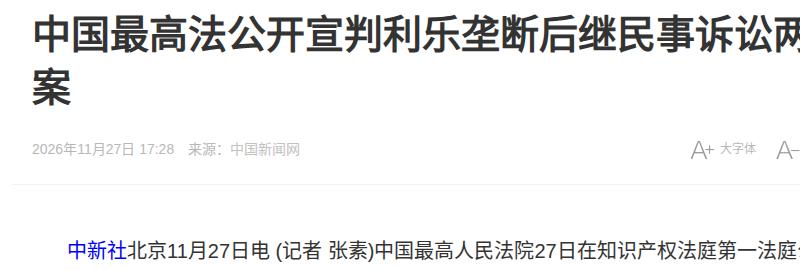 中国最高法公开宣判利乐垄断后继民事诉讼两
案
2026年11月27日 17:28 来源：中国新闻网
大字体
中新社北京11月27日电 (记者 张素)中国最高人民法院27日在知识产权法庭第一法庭